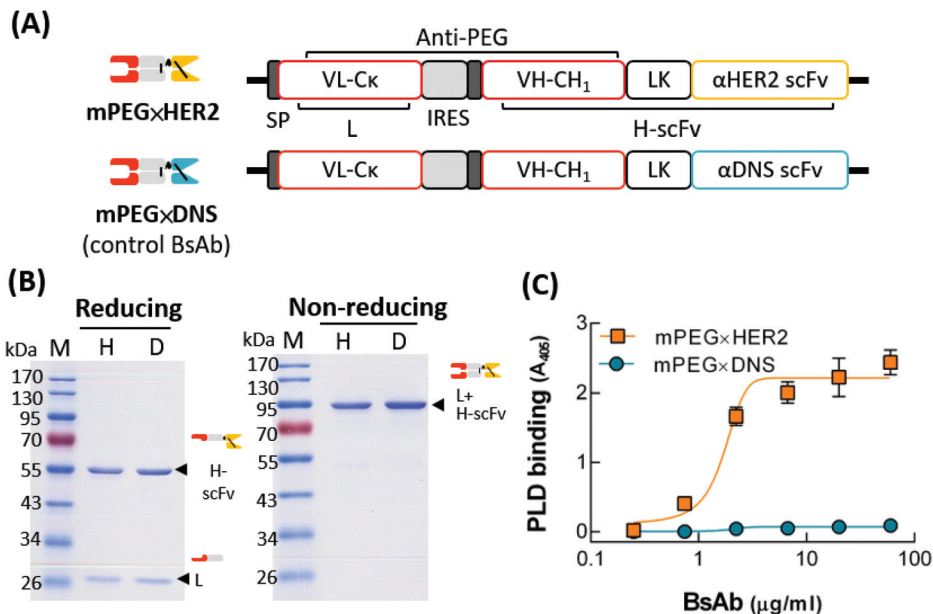 (A)
Anti-PEG
VL-Cκ
VH-CH₁
LK
αHER2 scFv
mPEG×HER2
SP
L
IRES
H-scFv
VL-Cκ
VH-CH₁
LK
αDNS scFv
mPEG×DNS
(control BsAb)
(B)
Reducing
kDa M H D
170
130
95
70
55
43
34
26
H-
scFv
L
Non-reducing
kDa M H D
170
130
95
70
55
43
34
26
L+
H-scFv
(C)
PLD binding (A₄₀₅)
3
2
1
0
mPEG×HER2
mPEG×DNS
0.1 1 10 100
BsAb (μg/ml)